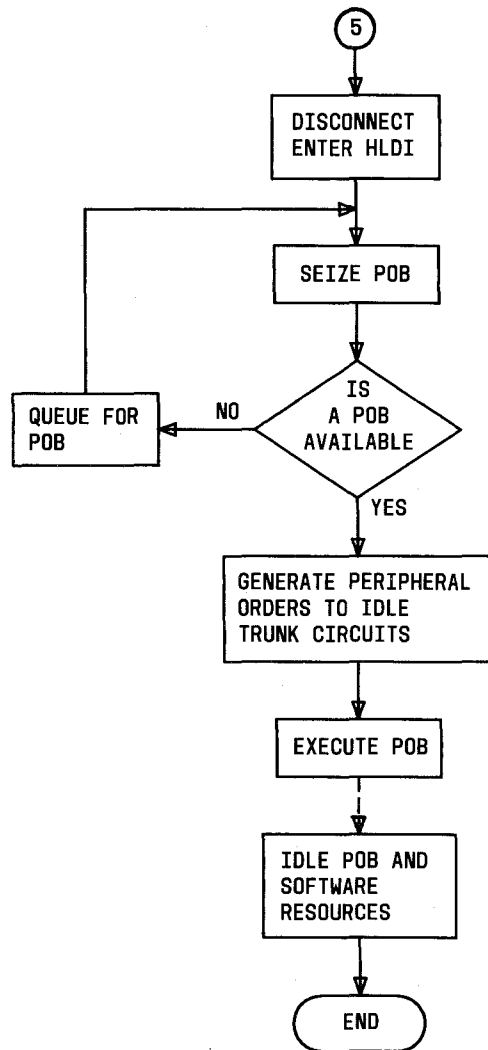 5
DISCONNECT
ENTER HLDI
SEIZE POB
IS
A POB
AVAILABLE
NO
QUEUE FOR
POB
YES
GENERATE PERIPHERAL
ORDERS TO IDLE
TRUNK CIRCUITS
EXECUTE POB
IDLE POB AND
SOFTWARE
RESOURCES
END